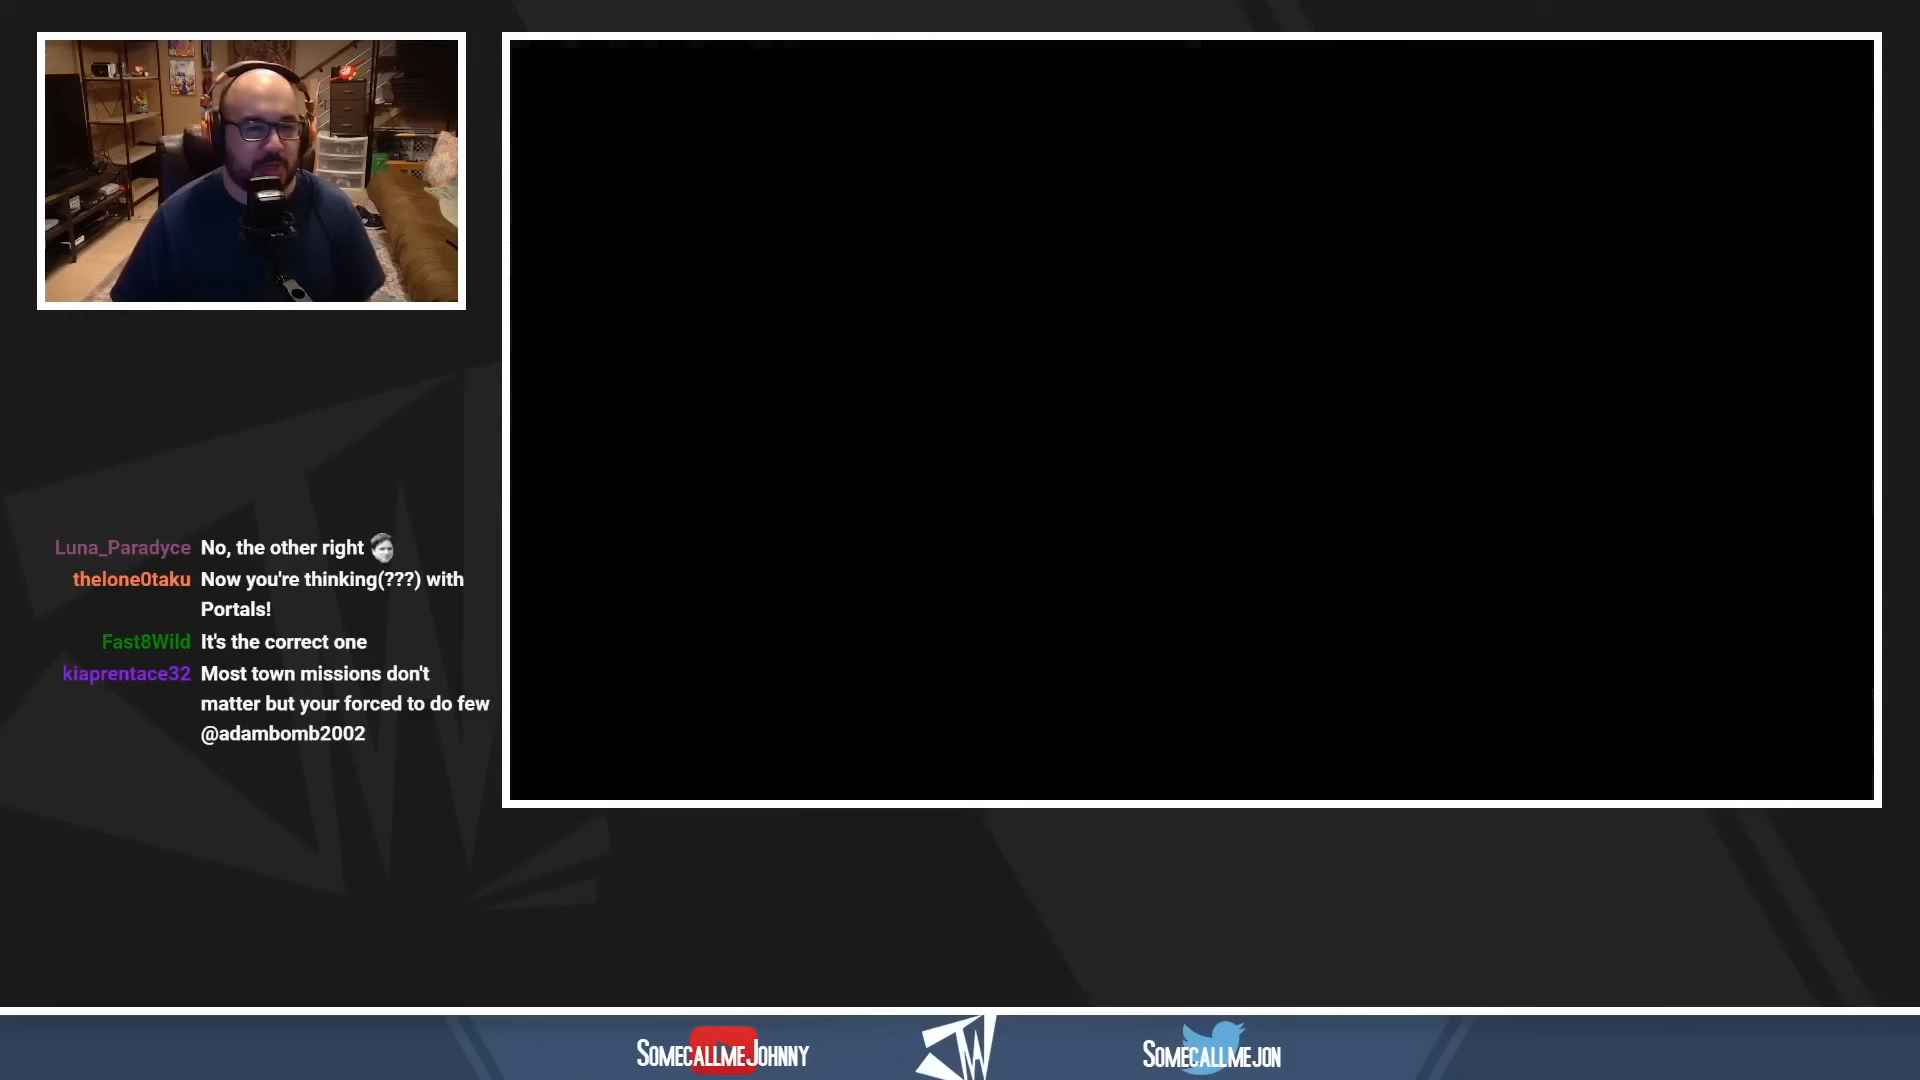 Luna_Paradyce No, the other right
thelone0taku Now you're thinking(???) with
Portals!
Fast8Wild It's the correct one
kiaprentace32 Most town missions don't
matter but your forced to do few
@adambomb2002
SOMECALLMEJOHNNY
SOMECALLMEJON